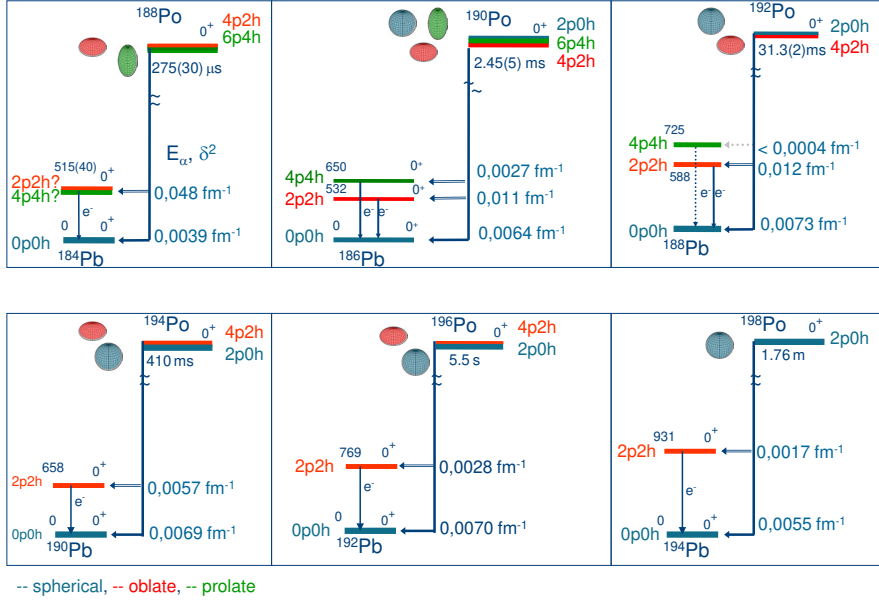 ¹⁸⁸Po
0⁺ 4p2h
6p4h
275(30) μs
515(40) 0⁺
E_α, δ²
2p2h?
4p4h?
0,048 fm⁻¹
e⁻
0 0⁺
0p0h
0,0039 fm⁻¹
¹⁸⁴Pb
¹⁹⁰Po
0⁺ 2p0h
6p4h
4p2h
2.45(5) ms
4p4h 650 0⁺
0,0027 fm⁻¹
532 0⁺
2p2h
0,011 fm⁻¹
e⁻ e⁻
0 0⁺
0p0h
0,0064 fm⁻¹
¹⁸⁶Pb
¹⁹²Po
0⁺ 2p0h
4p2h
31.3(2)ms
725
4p4h
< 0,0004 fm⁻¹
2p2h
0,012 fm⁻¹
588
e⁻ e⁻
0p0h
0,0073 fm⁻¹
¹⁸⁸Pb
¹⁹⁴Po
0⁺ 4p2h
2p0h
410 ms
658 0⁺
2p2h
0,0057 fm⁻¹
e⁻
0 0⁺
0p0h
0,0069 fm⁻¹
¹⁹⁰Pb
¹⁹⁶Po
0⁺ 4p2h
2p0h
5.5 s
769 0⁺
2p2h
0,0028 fm⁻¹
e⁻
0 0⁺
0p0h
0,0070 fm⁻¹
¹⁹²Pb
¹⁹⁸Po
0⁺ 2p0h
1.76 m
931 0⁺
2p2h
0,0017 fm⁻¹
e⁻
0 0⁺
0p0h
0,0055 fm⁻¹
¹⁹⁴Pb
-- spherical, -- oblate, -- prolate